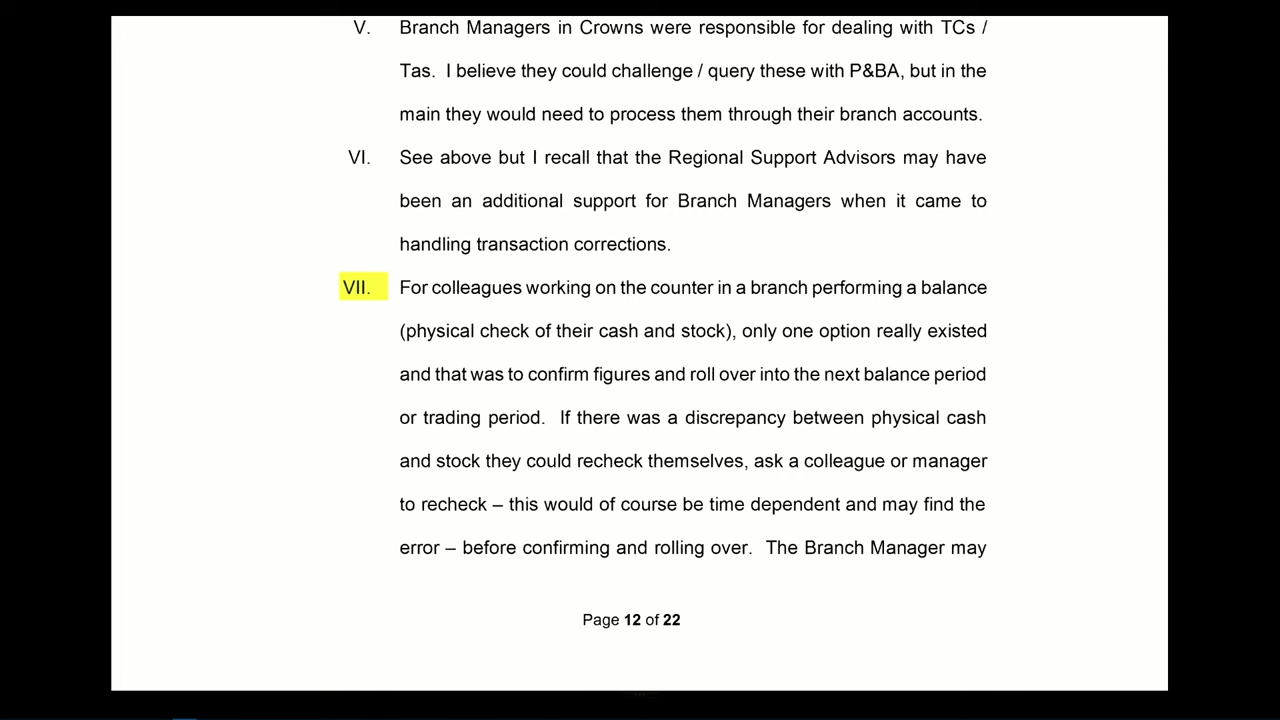 V. Branch Managers in Crowns were responsible for dealing with TCs /
Tas. I believe they could challenge / query these with P&BA, but in the
main they would need to process them through their branch accounts.
VI. See above but I recall that the Regional Support Advisors may have
been an additional support for Branch Managers when it came to
handling transaction corrections.
VII. For colleagues working on the counter in a branch performing a balance
(physical check of their cash and stock), only one option really existed
and that was to confirm figures and roll over into the next balance period
or trading period. If there was a discrepancy between physical cash
and stock they could recheck themselves, ask a colleague or manager
to recheck – this would of course be time dependent and may find the
error – before confirming and rolling over. The Branch Manager may
Page 12 of 22